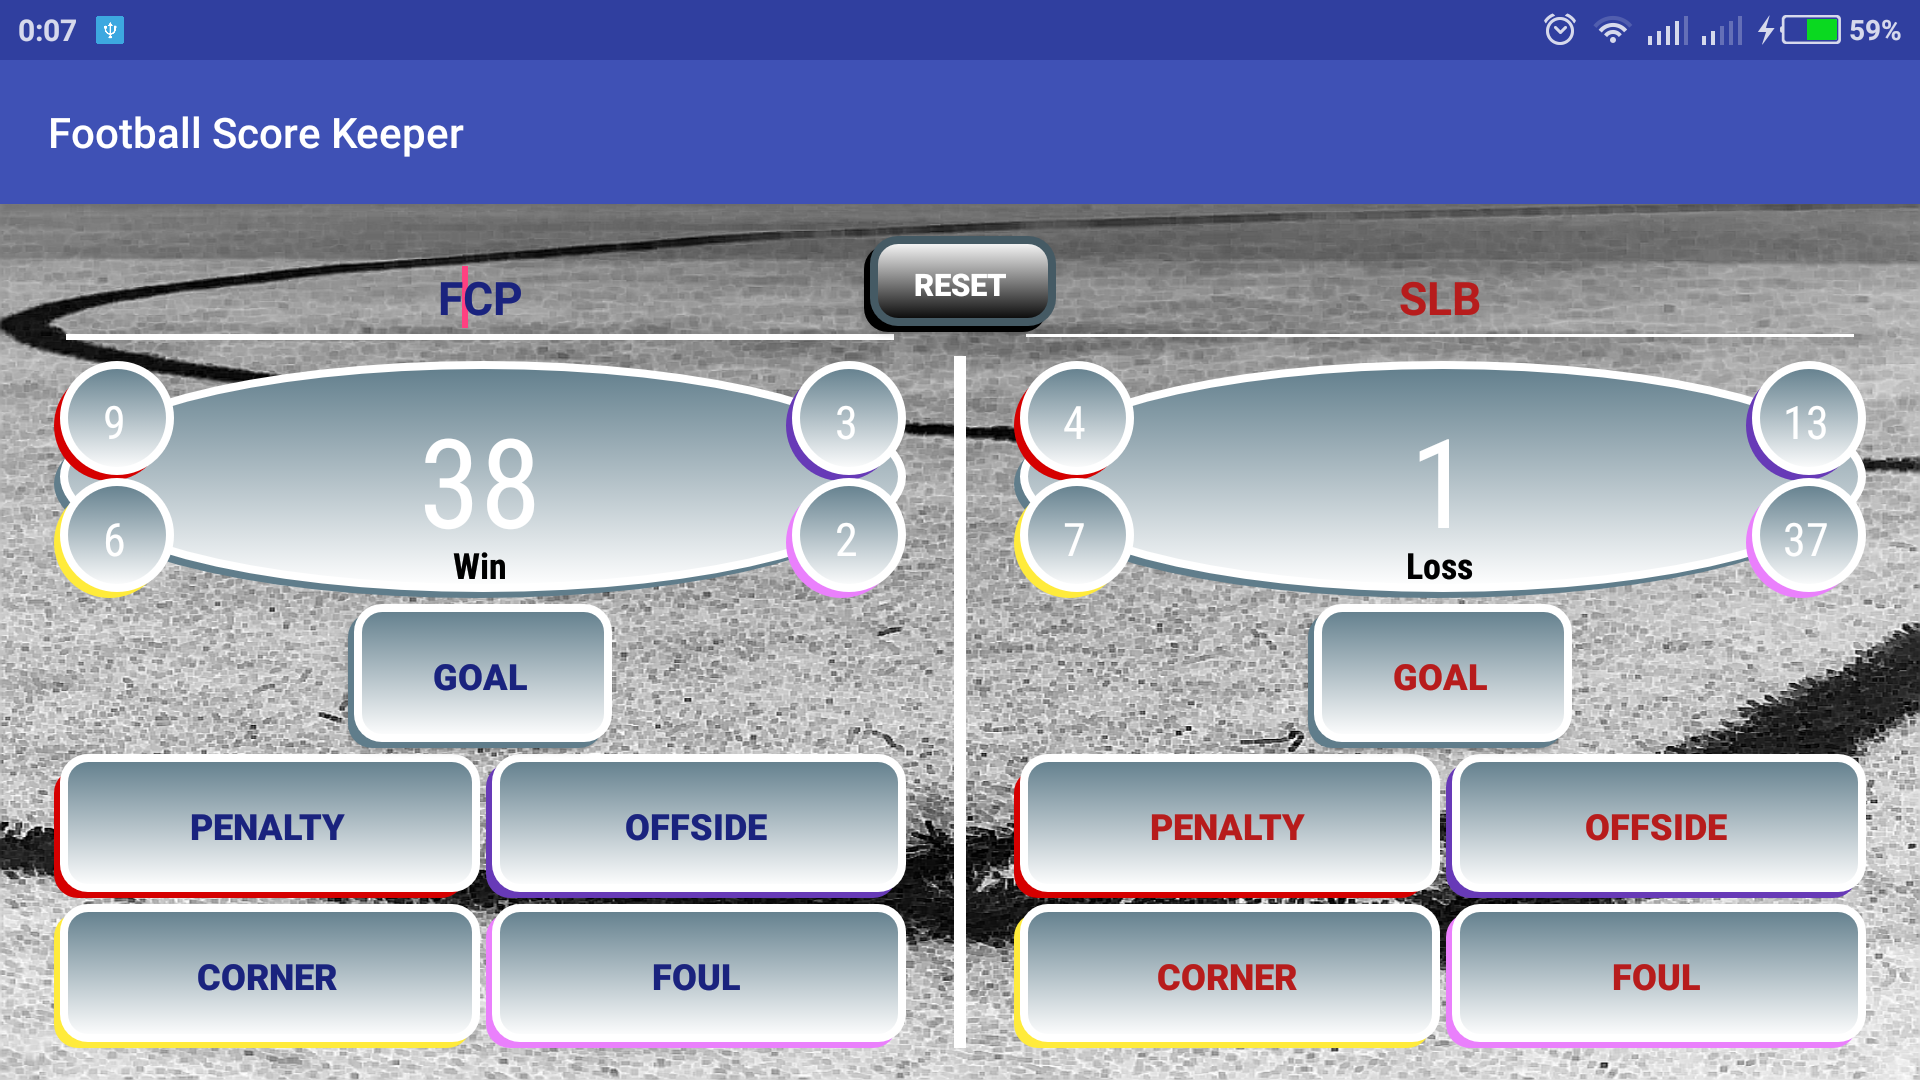 0:07 59%
Football Score Keeper
FCP RESET SLB
9 3 4 13
38 1
6 2 7 37
Win Loss
GOAL GOAL
PENALTY OFFSIDE PENALTY OFFSIDE
CORNER FOUL CORNER FOUL